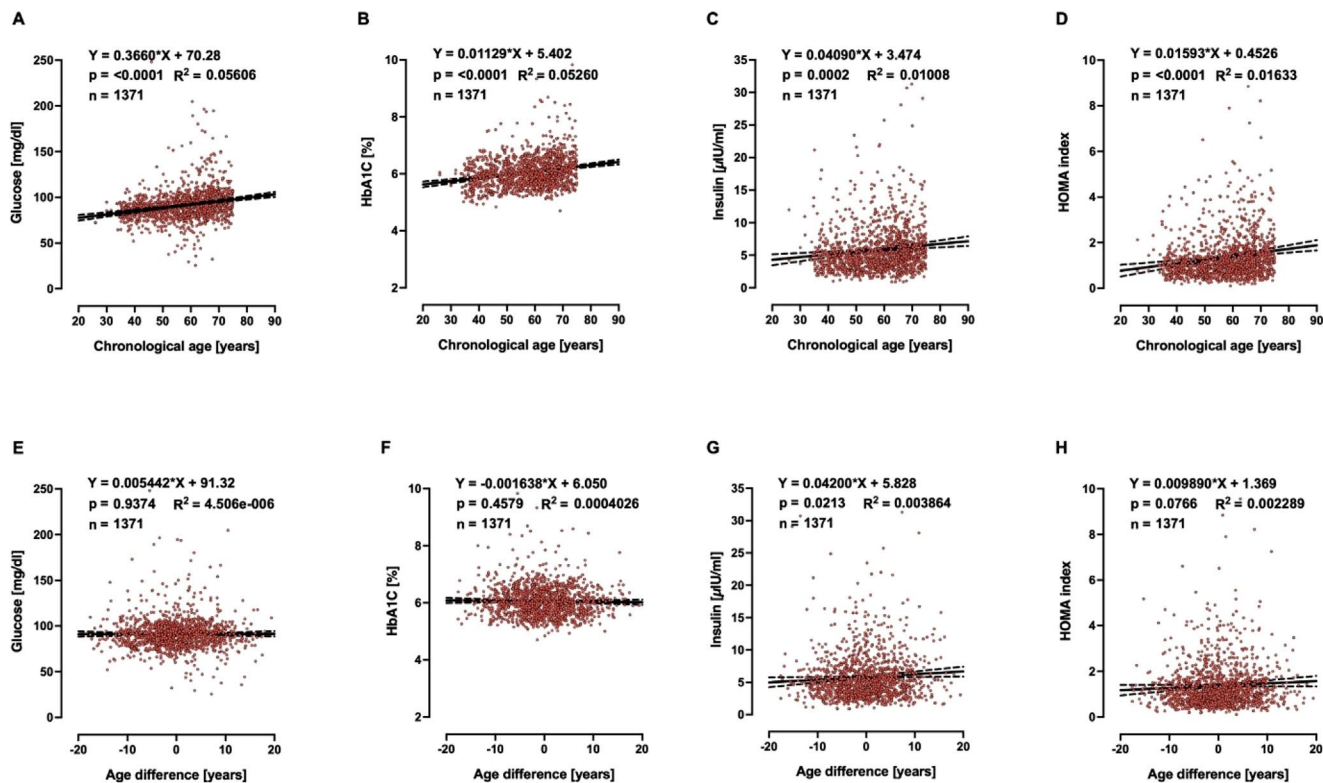 A
Y = 0.3660*X + 70.28
p = <0.0001 R² = 0.05606
n = 1371
Glucose [mg/dl]
250
200
150
100
50
0
20 30 40 50 60 70 80 90
Chronological age [years]
B
Y = 0.01129*X + 5.402
p = <0.0001 R² = 0.05260
n = 1371
HbA1C [%]
10
8
6
4
2
20 30 40 50 60 70 80 90
Chronological age [years]
C
Y = 0.04090*X + 3.474
p = 0.0002 R² = 0.01008
n = 1371
Insulin [µIU/ml]
35
30
25
20
15
10
5
0
20 30 40 50 60 70 80 90
Chronological age [years]
D
Y = 0.01593*X + 0.4526
p = <0.0001 R² = 0.01633
n = 1371
HOMA index
10
8
6
4
2
0
20 30 40 50 60 70 80 90
Chronological age [years]
E
Y = 0.005442*X + 91.32
p = 0.9374 R² = 4.506e-006
n = 1371
Glucose [mg/dl]
250
200
150
100
50
0
-20 -10 0 10 20
Age difference [years]
F
Y = -0.001638*X + 6.050
p = 0.4579 R² = 0.0004026
n = 1371
HbA1C [%]
10
8
6
4
2
-20 -10 0 10 20
Age difference [years]
G
Y = 0.04200*X + 5.828
p = 0.0213 R² = 0.003864
n = 1371
Insulin [µIU/ml]
35
30
25
20
15
10
5
0
-20 -10 0 10 20
Age difference [years]
H
Y = 0.009890*X + 1.369
p = 0.0766 R² = 0.002289
n = 1371
HOMA index
10
8
6
4
2
0
-20 -10 0 10 20
Age difference [years]